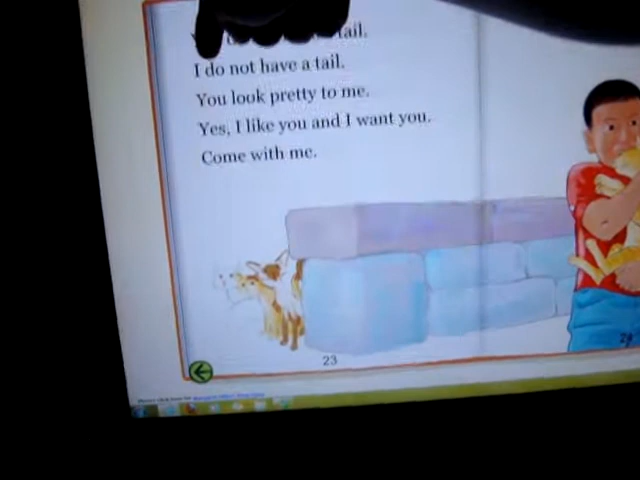 tail.
I do not have a tail.
You look pretty to me.
Yes, I like you and I want you.
Come with me.
23